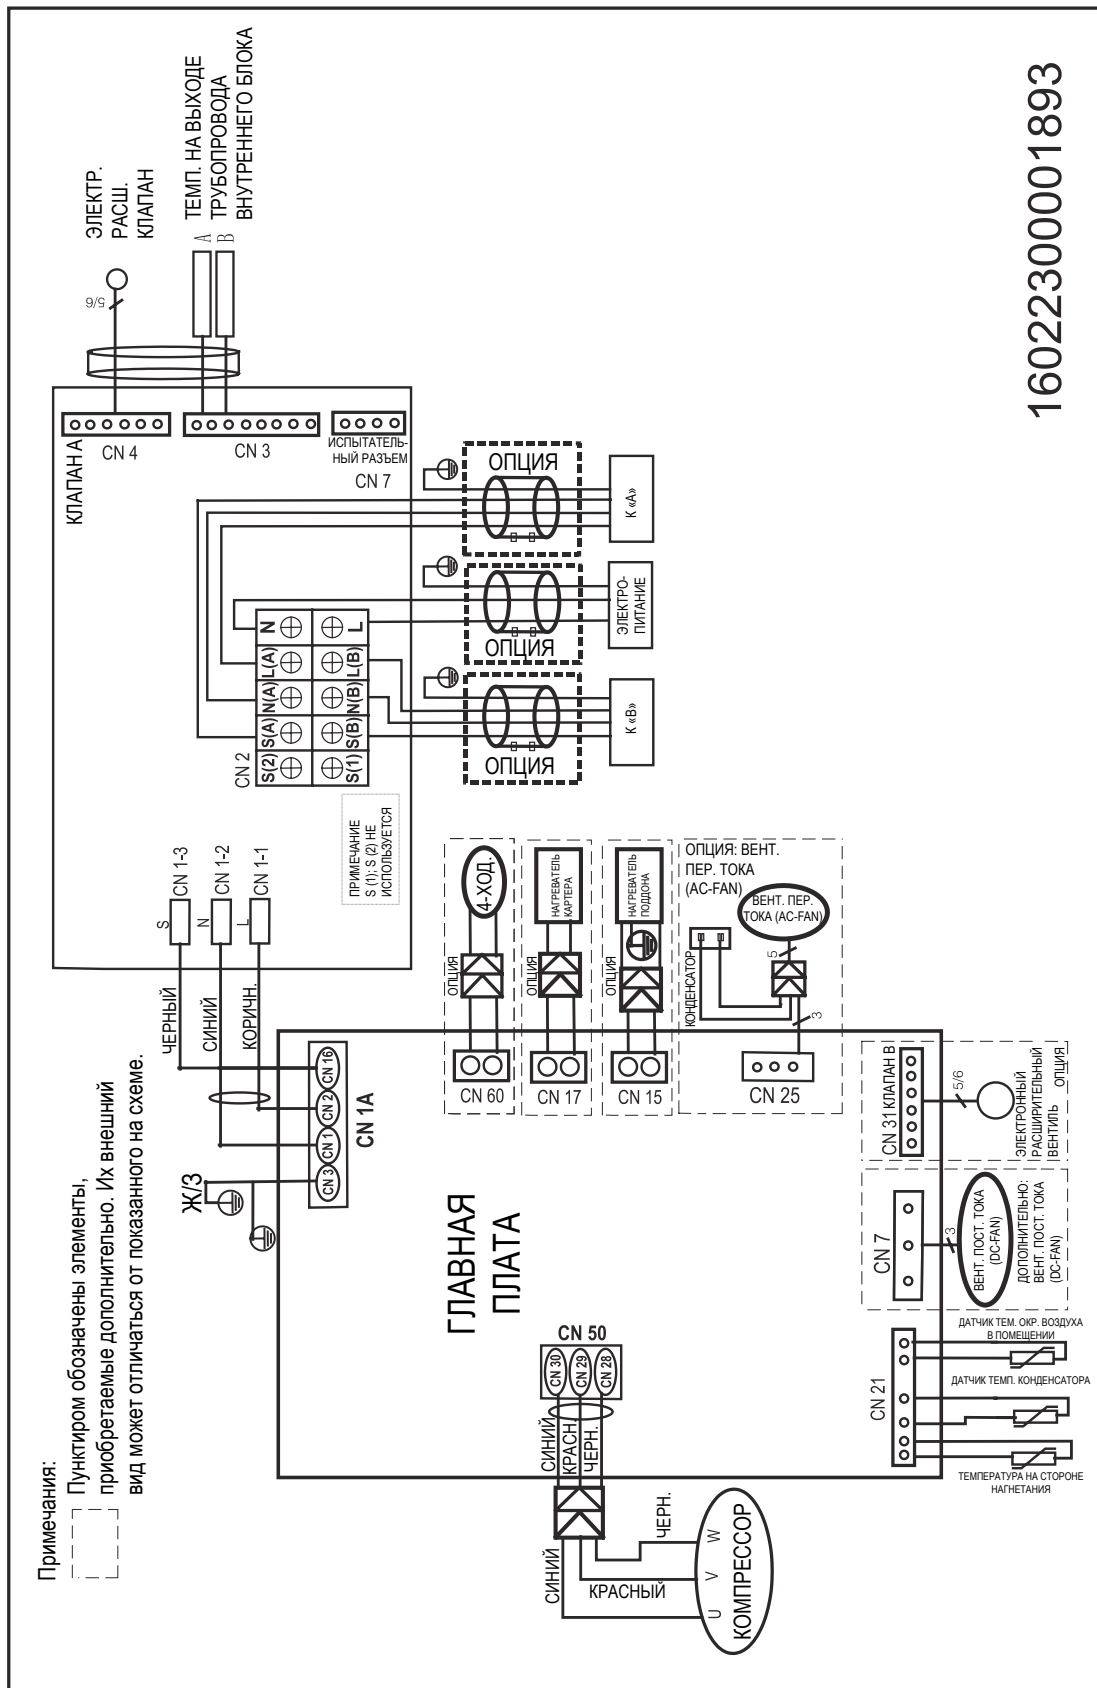 ЭЛЕКТР.
РАСШ.
КЛАПАН
ТЕМП. НА ВЫХОДЕ
ТРУБОПРОВОДА
ВНУТРЕННЕГО БЛОКА
A
B
5/6
16022300001893
КЛАПАН A
CN 4
CN 3
ИСПЫТАТЕЛЬ-
НЫЙ РАЗЪЕМ
CN 7
ОПЦИЯ
К «А»
ОПЦИЯ
ЭЛЕКТРО-
ПИТАНИЕ
ОПЦИЯ
К «В»
CN 2
S(2)
S(A)
N(A)
L(A)
N
S(1)
S(B)
N(B)
L(B)
L
ПРИМЕЧАНИЕ
S (1); S (2) НЕ
ИСПОЛЬЗУЕТСЯ
S
CN 1-3
N
CN 1-2
L
CN 1-1
ЧЕРНЫЙ
СИНИЙ
КОРИЧН.
Ж/З
CN 3
CN 1
CN 2
CN 16
CN 1A
4-ХОД.
ОПЦИЯ
CN 60
НАГРЕВАТЕЛЬ
КАРТЕРА
ОПЦИЯ
CN 17
НАГРЕВАТЕЛЬ
ПОДДОНА
ОПЦИЯ
CN 15
ОПЦИЯ: ВЕНТ.
ПЕР. ТОКА
(AC-FAN)
ВЕНТ. ПЕР.
ТОКА (AC-FAN)
КОНДЕНСАТОР
5
3
CN 25
CN 31 КЛАПАН B
5/6
ЭЛЕКТРОННЫЙ
РАСШИРИТЕЛЬНЫЙ
ВЕНТИЛЬ
ОПЦИЯ
CN 7
3
ВЕНТ. ПОСТ. ТОКА
(DC-FAN)
ДОПОЛНИТЕЛЬНО:
ВЕНТ. ПОСТ. ТОКА
(DC-FAN)
CN 21
ДАТЧИК ТЕМ. ОКР. ВОЗДУХА
В ПОМЕЩЕНИИ
ДАТЧИК ТЕМП. КОНДЕНСАТОРА
ТЕМПЕРАТУРА НА СТОРОНЕ
НАГНЕТАНИЯ
ГЛАВНАЯ
ПЛАТА
CN 50
CN 30
CN 29
CN 28
СИНИЙ
КРАСН.
ЧЕРН.
СИНИЙ
КРАСНЫЙ
ЧЕРН.
U
V
W
КОМПРЕССОР
Примечания:
Пунктиром обозначены элементы,
приобретаемые дополнительно. Их внешний
вид может отличаться от показанного на схеме.